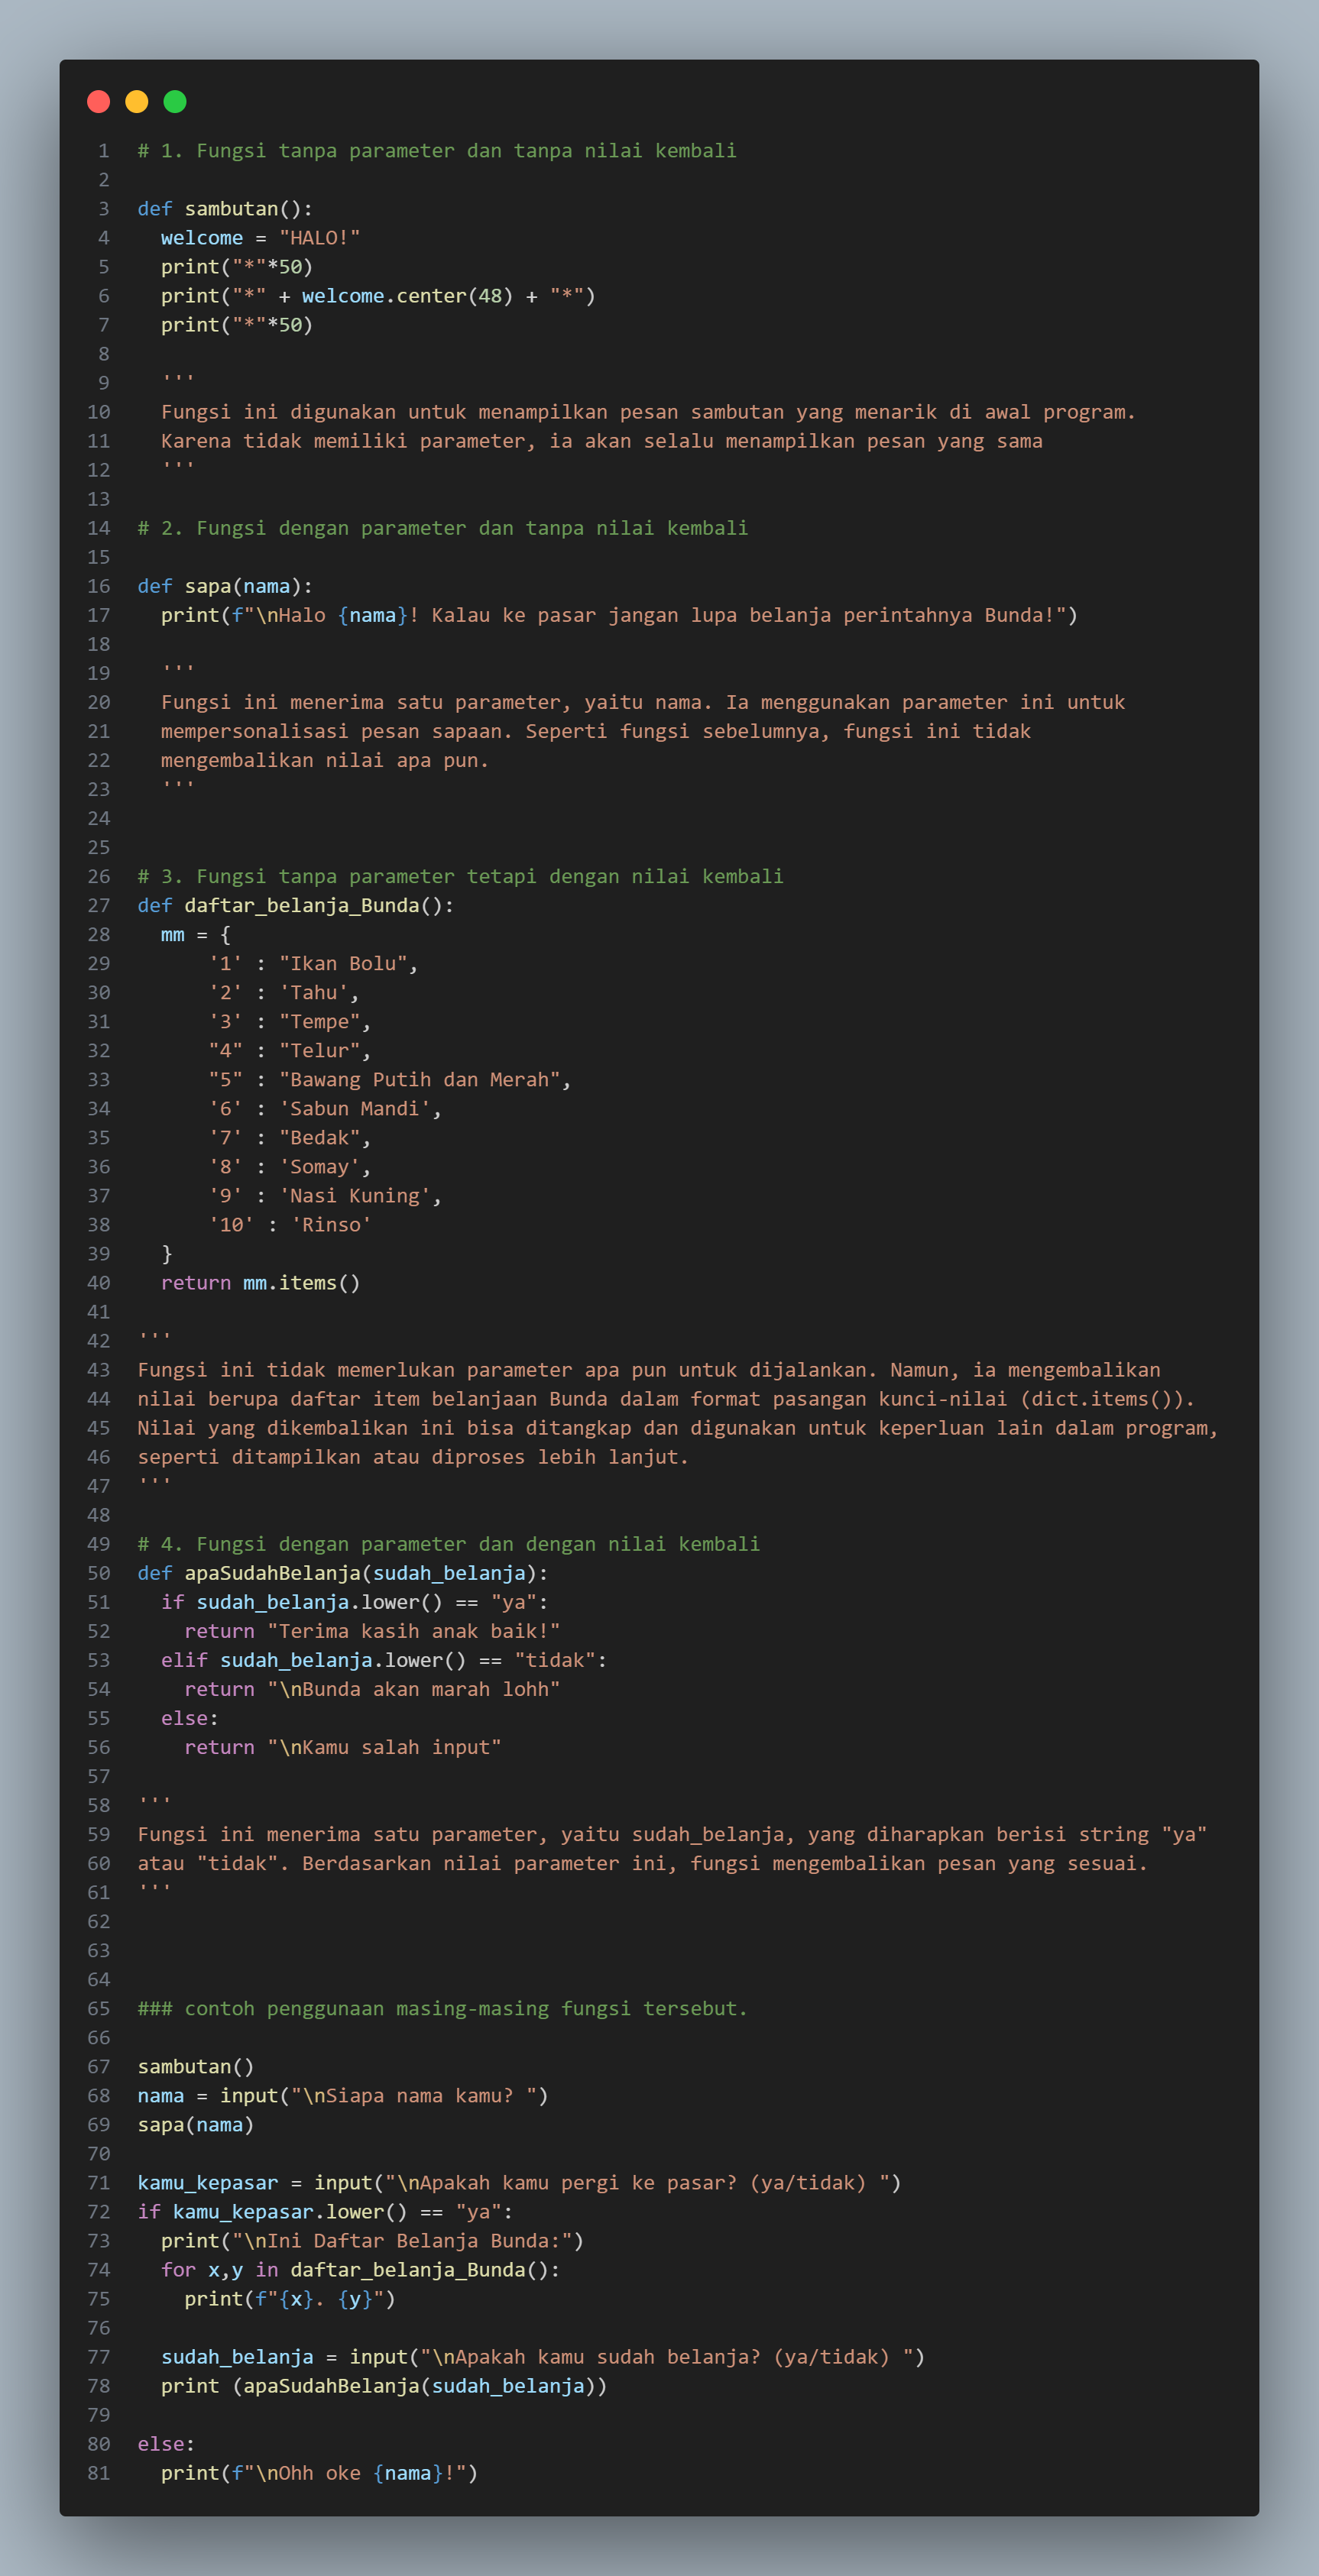 1 # 1. Fungsi tanpa parameter dan tanpa nilai kembali
2
3 def sambutan():
4   welcome = "HALO!"
5   print("*"*50)
6   print("*" + welcome.center(48) + "*")
7   print("*"*50)
8
9   '''
10   Fungsi ini digunakan untuk menampilkan pesan sambutan yang menarik di awal program.
11   Karena tidak memiliki parameter, ia akan selalu menampilkan pesan yang sama
12   '''
13
14 # 2. Fungsi dengan parameter dan tanpa nilai kembali
15
16 def sapa(nama):
17   print(f"\nHalo {nama}! Kalau ke pasar jangan lupa belanja perintahnya Bunda!")
18
19   '''
20   Fungsi ini menerima satu parameter, yaitu nama. Ia menggunakan parameter ini untuk
21   mempersonalisasi pesan sapaan. Seperti fungsi sebelumnya, fungsi ini tidak
22   mengembalikan nilai apa pun.
23   '''
24
25
26 # 3. Fungsi tanpa parameter tetapi dengan nilai kembali
27 def daftar_belanja_Bunda():
28   mm = {
29       '1' : "Ikan Bolu",
30       '2' : 'Tahu',
31       '3' : "Tempe",
32       "4" : "Telur",
33       "5" : "Bawang Putih dan Merah",
34       '6' : 'Sabun Mandi',
35       '7' : "Bedak",
36       '8' : 'Somay',
37       '9' : 'Nasi Kuning',
38       '10' : 'Rinso'
39   }
40   return mm.items()
41
42 '''
43 Fungsi ini tidak memerlukan parameter apa pun untuk dijalankan. Namun, ia mengembalikan
44 nilai berupa daftar item belanjaan Bunda dalam format pasangan kunci-nilai (dict.items()).
45 Nilai yang dikembalikan ini bisa ditangkap dan digunakan untuk keperluan lain dalam program,
46 seperti ditampilkan atau diproses lebih lanjut.
47 '''
48
49 # 4. Fungsi dengan parameter dan dengan nilai kembali
50 def apaSudahBelanja(sudah_belanja):
51   if sudah_belanja.lower() == "ya":
52     return "Terima kasih anak baik!"
53   elif sudah_belanja.lower() == "tidak":
54     return "\nBunda akan marah lohh"
55   else:
56     return "\nKamu salah input"
57
58 '''
59 Fungsi ini menerima satu parameter, yaitu sudah_belanja, yang diharapkan berisi string "ya"
60 atau "tidak". Berdasarkan nilai parameter ini, fungsi mengembalikan pesan yang sesuai.
61 '''
62
63
64
65 ### contoh penggunaan masing-masing fungsi tersebut.
66
67 sambutan()
68 nama = input("\nSiapa nama kamu? ")
69 sapa(nama)
70
71 kamu_kepasar = input("\nApakah kamu pergi ke pasar? (ya/tidak) ")
72 if kamu_kepasar.lower() == "ya":
73   print("\nIni Daftar Belanja Bunda:")
74   for x,y in daftar_belanja_Bunda():
75     print(f"{x}. {y}")
76
77   sudah_belanja = input("\nApakah kamu sudah belanja? (ya/tidak) ")
78   print (apaSudahBelanja(sudah_belanja))
79
80 else:
81   print(f"\nOhh oke {nama}!")